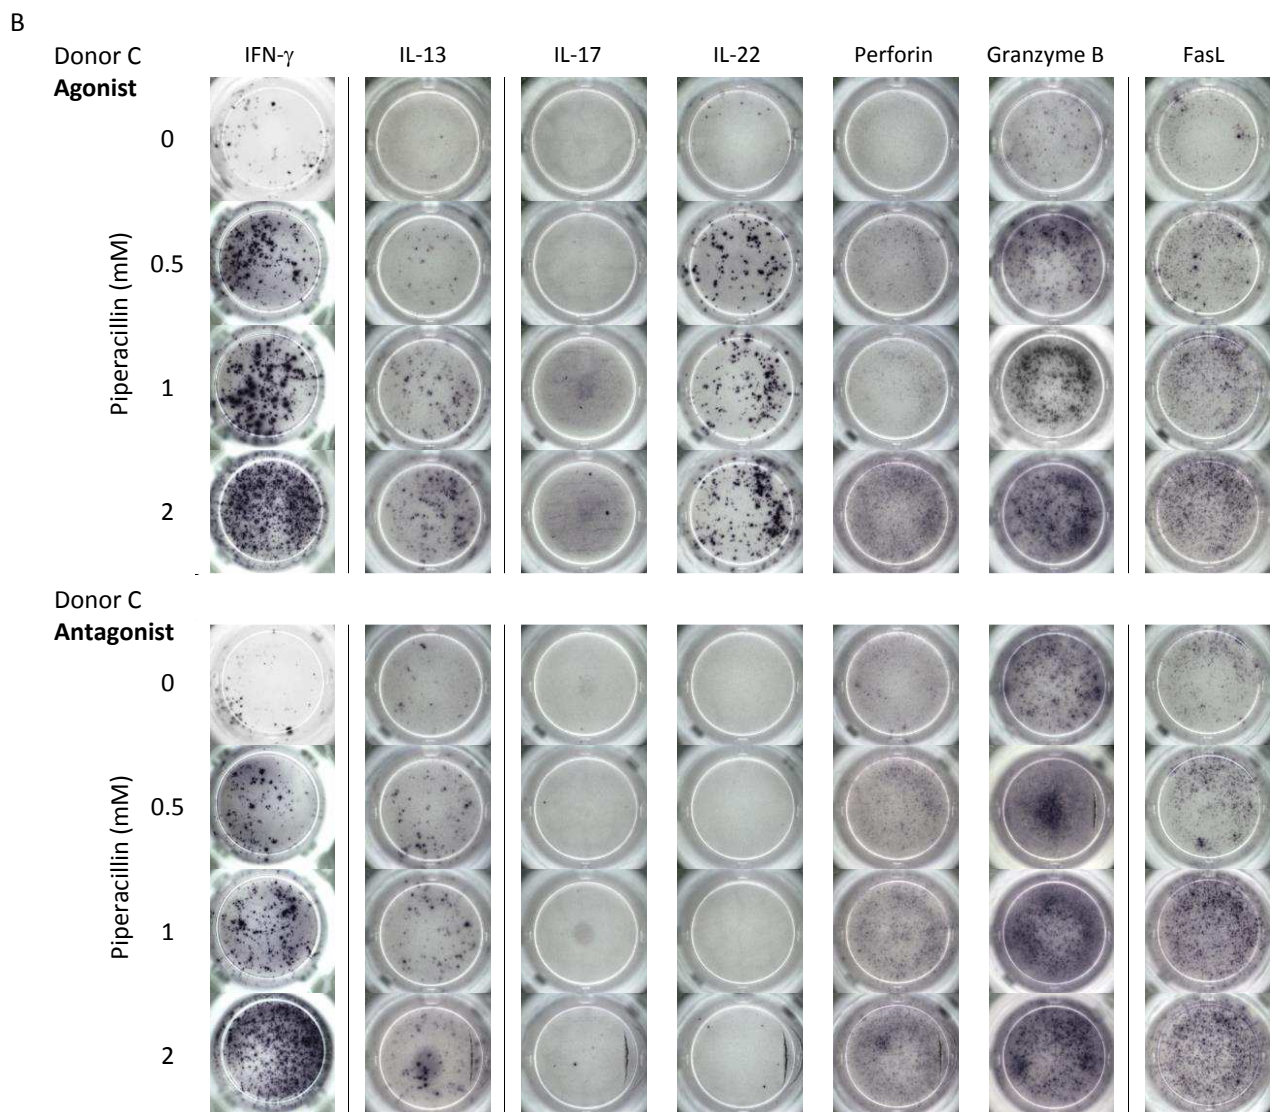 B
Donor C IFN-γ IL-13 IL-17 IL-22 Perforin Granzyme B FasL
Agonist
0
0.5
Piperacillin (mM)
1
2
Donor C
Antagonist
0
0.5
Piperacillin (mM)
1
2